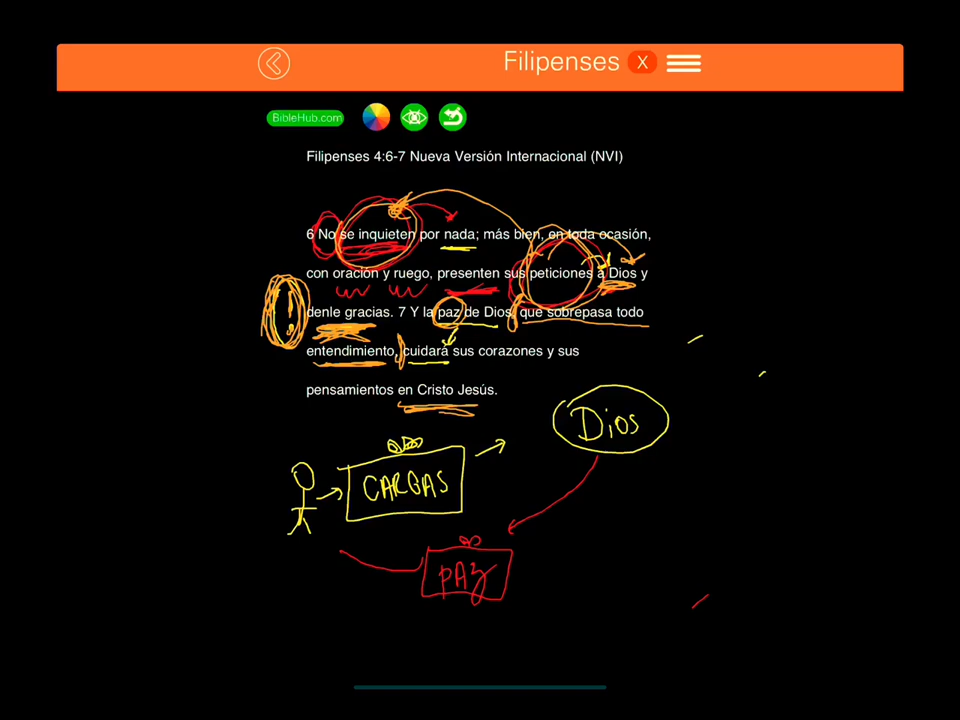 Filipenses X
BibleHub.com
Filipenses 4:6-7 Nueva Versión Internacional (NVI)
6 No se inquieten por nada; más bien, en toda ocasión,
con oración y ruego, presenten sus peticiones a Dios y
denle gracias. 7 Y la paz de Dios, que sobrepasa todo
entendimiento, cuidará sus corazones y sus
pensamientos en Cristo Jesús.
Dios
CARGAS
PAZ